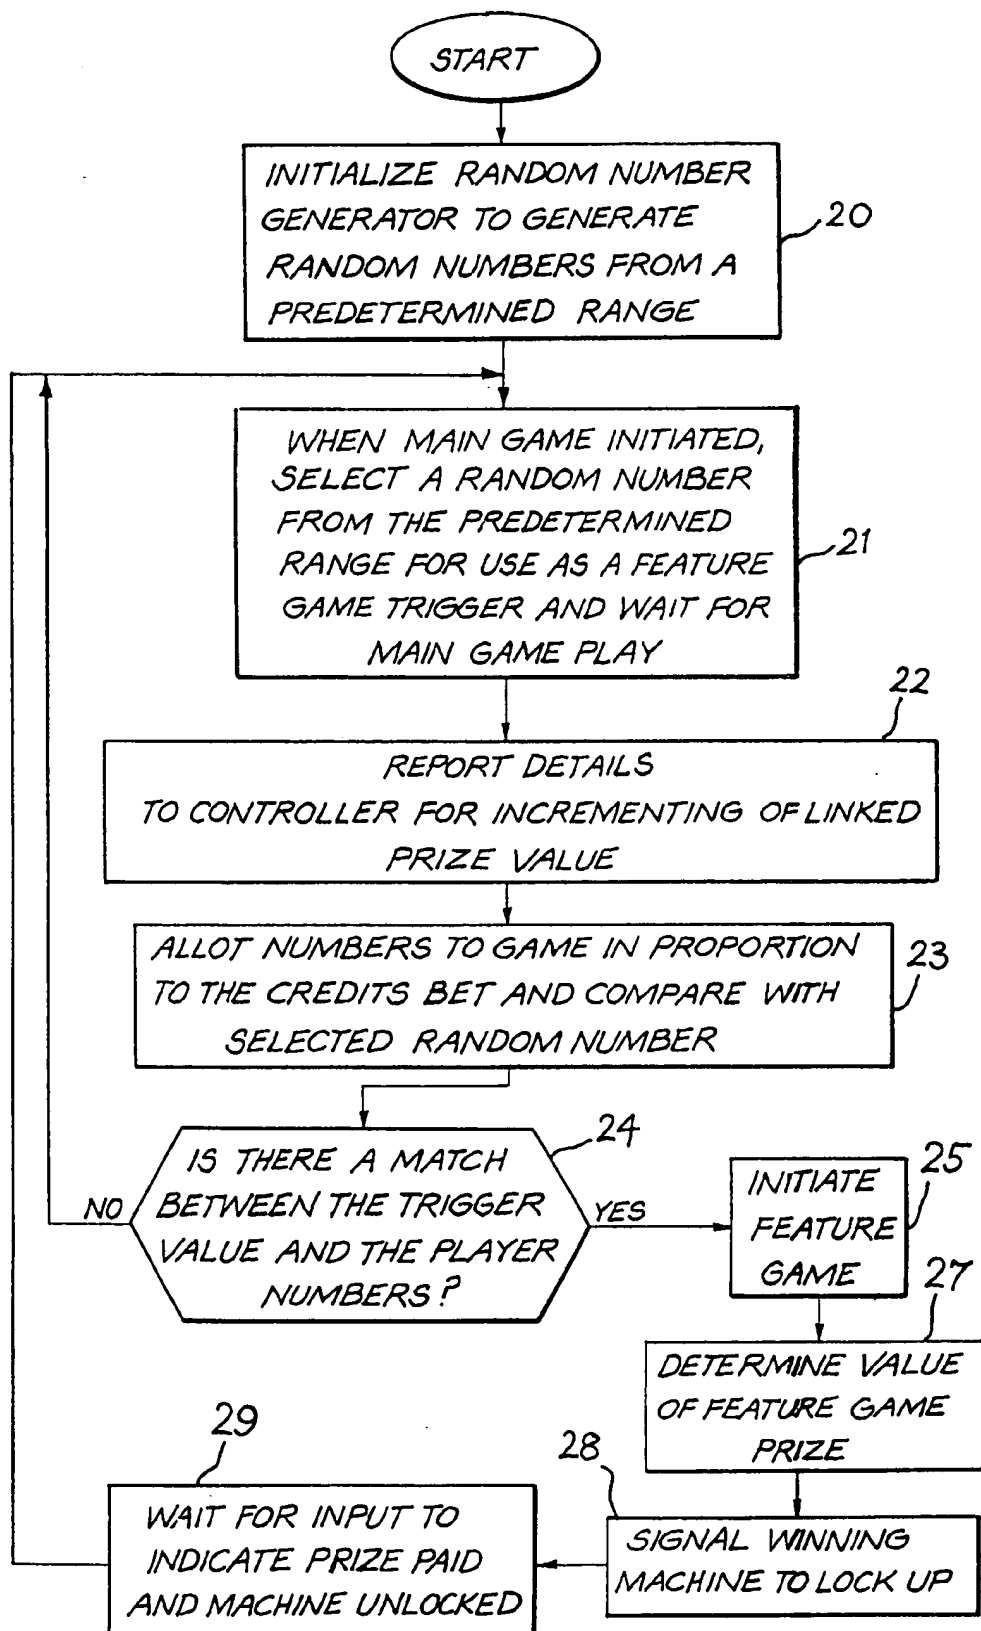 START
INITIALIZE RANDOM NUMBER
GENERATOR TO GENERATE
RANDOM NUMBERS FROM A
PREDETERMINED RANGE
20
WHEN MAIN GAME INITIATED,
SELECT A RANDOM NUMBER
FROM THE PREDETERMINED
RANGE FOR USE AS A FEATURE
GAME TRIGGER AND WAIT FOR
MAIN GAME PLAY
21
22
REPORT DETAILS
TO CONTROLLER FOR INCREMENTING OF LINKED
PRIZE VALUE
ALLOT NUMBERS TO GAME IN PROPORTION
TO THE CREDITS BET AND COMPARE WITH
SELECTED RANDOM NUMBER
23
24
IS THERE A MATCH
BETWEEN THE TRIGGER
VALUE AND THE PLAYER
NUMBERS?
NO
YES
25
INITIATE
FEATURE
GAME
27
DETERMINE VALUE
OF FEATURE GAME
PRIZE
28
SIGNAL WINNING
MACHINE TO LOCK UP
29
WAIT FOR INPUT TO
INDICATE PRIZE PAID
AND MACHINE UNLOCKED